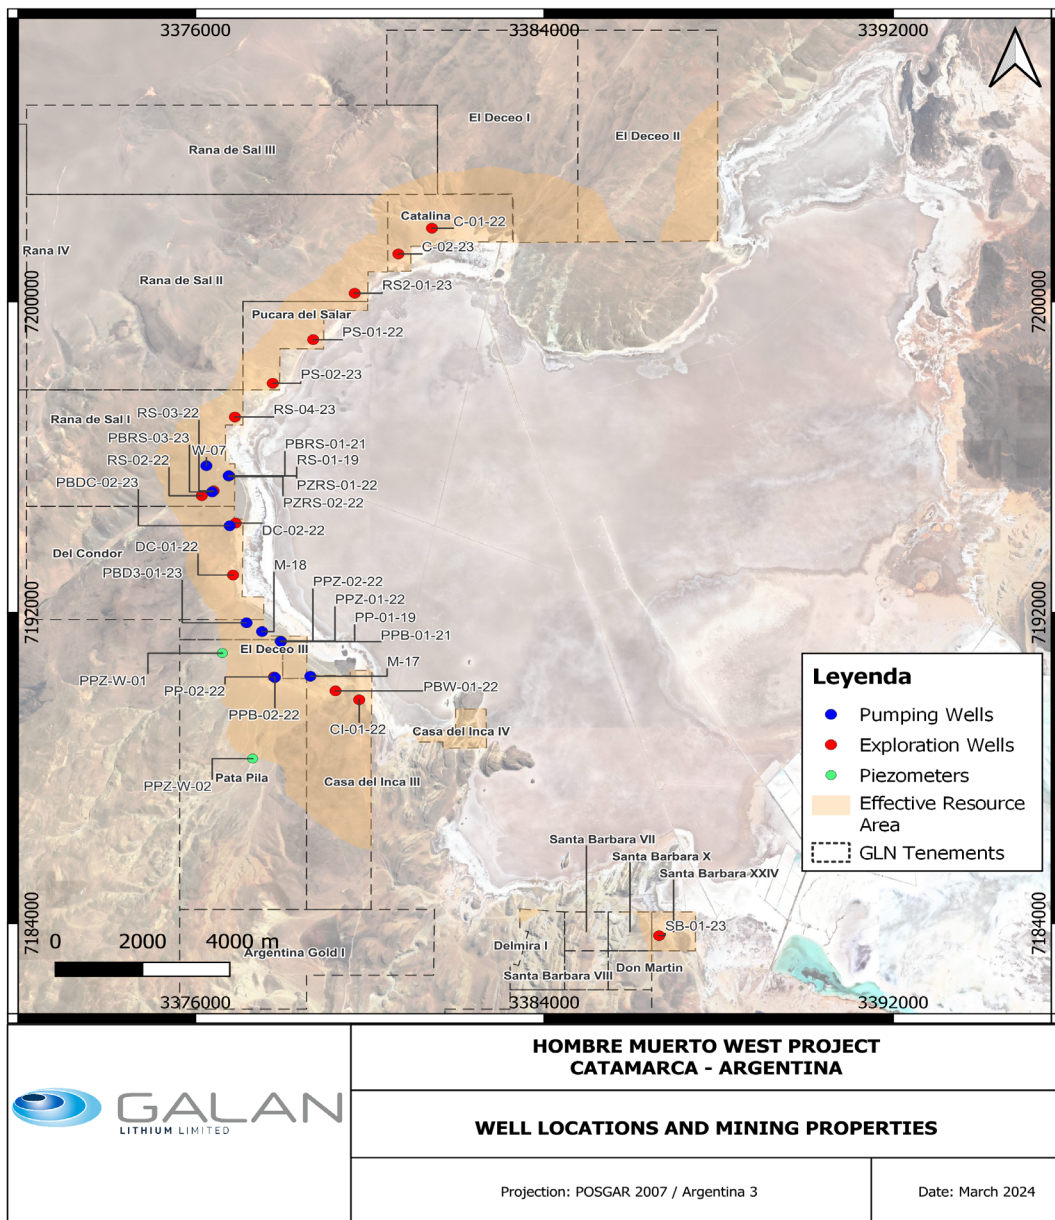 3376000
3384000
3392000
El Deceo I
El Deceo II
Rana de Sal III
Catalina
C-01-22
C-02-23
Rana IV
Rana de Sal II
RS2-01-23
7200000
7200000
Pucara del Salar
PS-01-22
PS-02-23
RS-03-22
RS-04-23
Rana de Sal I
PBRS-03-23
W-07
PBRS-01-21
RS-02-22
RS-01-19
PBDC-02-23
PZRS-01-22
PZRS-02-22
DC-02-22
DC-01-22
Del Condor
M-18
PBD3-01-23
PPZ-02-22
PPZ-01-22
7192000
7192000
PP-01-19
PPB-01-21
El Deceo III
M-17
PPZ-W-01
PP-02-22
PBW-01-22
PPB-02-22
CI-01-22
Casa del Inca IV
PPZ-W-02
Pata Pila
Casa del Inca III
Leyenda
Pumping Wells
Exploration Wells
Piezometers
Effective Resource
Area
GLN Tenements
Santa Barbara VII
Santa Barbara X
Santa Barbara XXIV
SB-01-23
7184000
7184000
0
2000
4000 m
Argentina Gold I
Delmira I
Don Martin
Santa Barbara VIII
3376000
3384000
3392000
GALAN
LITHIUM LIMITED
HOMBRE MUERTO WEST PROJECT
CATAMARCA - ARGENTINA
WELL LOCATIONS AND MINING PROPERTIES
Projection: POSGAR 2007 / Argentina 3
Date: March 2024